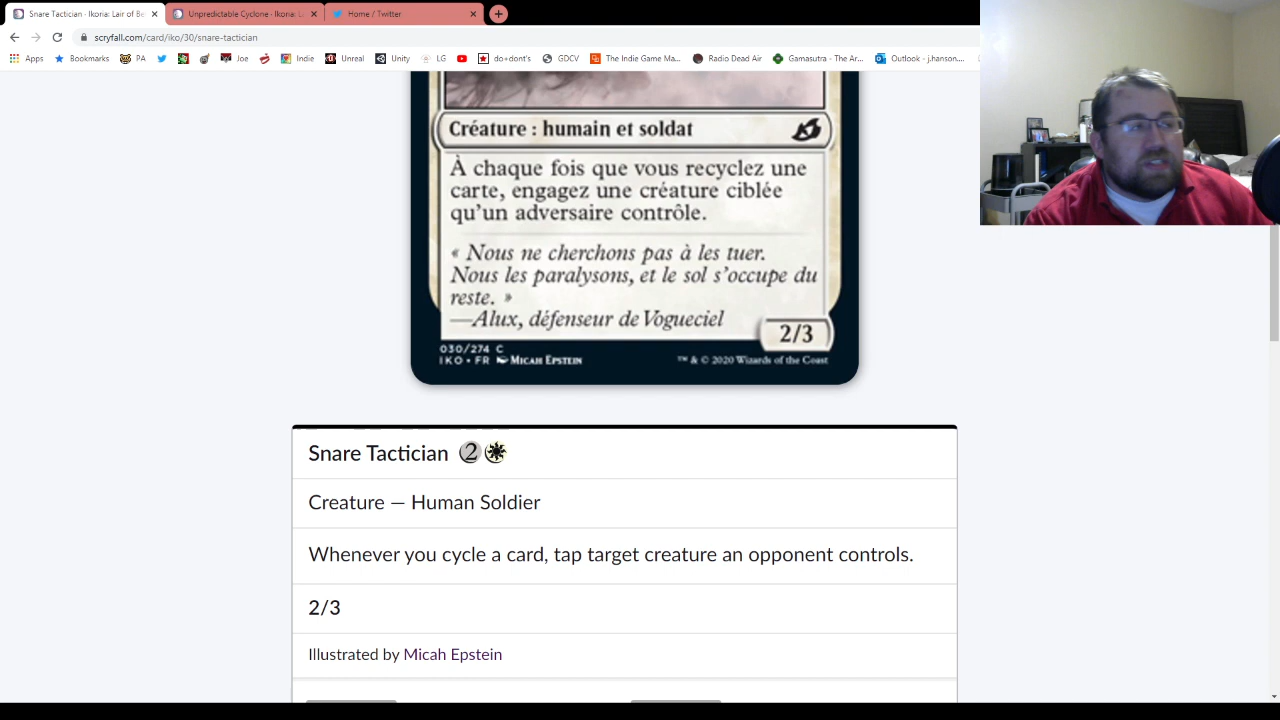 Snare Tactician · Ikoria: Lair of Be
Unpredictable Cyclone · Ikoria: L
Home / Twitter
scryfall.com/card/iko/30/snare-tactician
Apps Bookmarks PA Joe Indie Unreal Unity LG do+dont's GDCV The Indie Game Ma... Radio Dead Air Gamasutra - The Ar... Outlook - j.hanson...
Créature : humain et soldat
À chaque fois que vous recyclez une
carte, engagez une créature ciblée
qu'un adversaire contrôle.
« Nous ne cherchons pas à les tuer.
Nous les paralysons, et le sol s'occupe du
reste. »
—Alux, défenseur de Vogueciel
2/3
030/274 C
IKO • FR Micah Epstein
™ & © 2020 Wizards of the Coast
Snare Tactician 2
Creature — Human Soldier
Whenever you cycle a card, tap target creature an opponent controls.
2/3
Illustrated by Micah Epstein